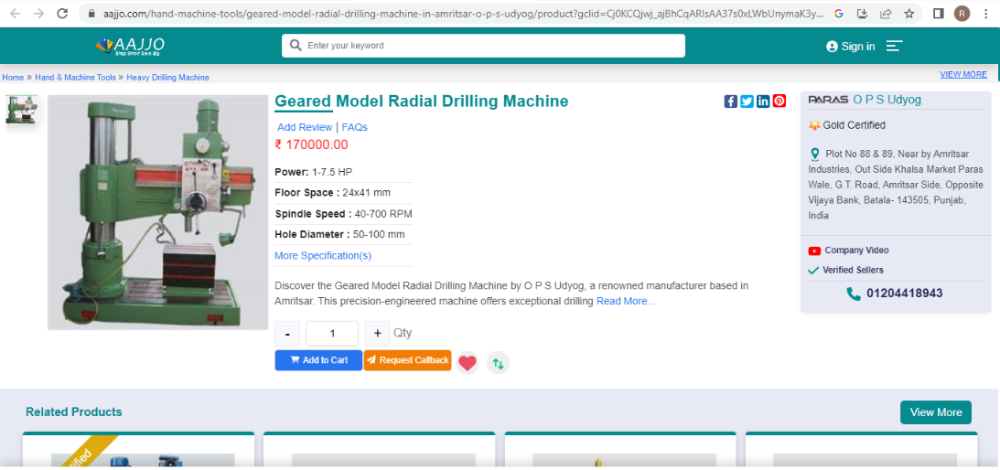 aajjo.com/hand-machine-tools/geared-model-radial-drilling-machine-in-amritsar-o-p-s-udyog/product?gclid=Cj0KCQjwj_ajBhCqARIsAA37s0xLWbUnymaK3y...
R
AAJJO
Shop Smart Save Big
Enter your keyword
Sign in
Home » Hand & Machine Tools » Heavy Drilling Machine
VIEW MORE
Geared Model Radial Drilling Machine
Add Review | FAQs
₹ 170000.00
Power: 1-7.5 HP
Floor Space : 24x41 mm
Spindle Speed : 40-700 RPM
Hole Diameter : 50-100 mm
More Specification(s)
Discover the Geared Model Radial Drilling Machine by O P S Udyog, a renowned manufacturer based in
Amritsar. This precision-engineered machine offers exceptional drilling Read More...
- 1 + Qty
Add to Cart
Request Callback
PARAS O P S Udyog
Gold Certified
Plot No 88 & 89, Near by Amritsar
Industries, Out Side Khalsa Market Paras
Wale, G.T. Road, Amritsar Side, Opposite
Vijaya Bank, Batala- 143505, Punjab,
India
Company Video
Verified Sellers
01204418943
Related Products
View More